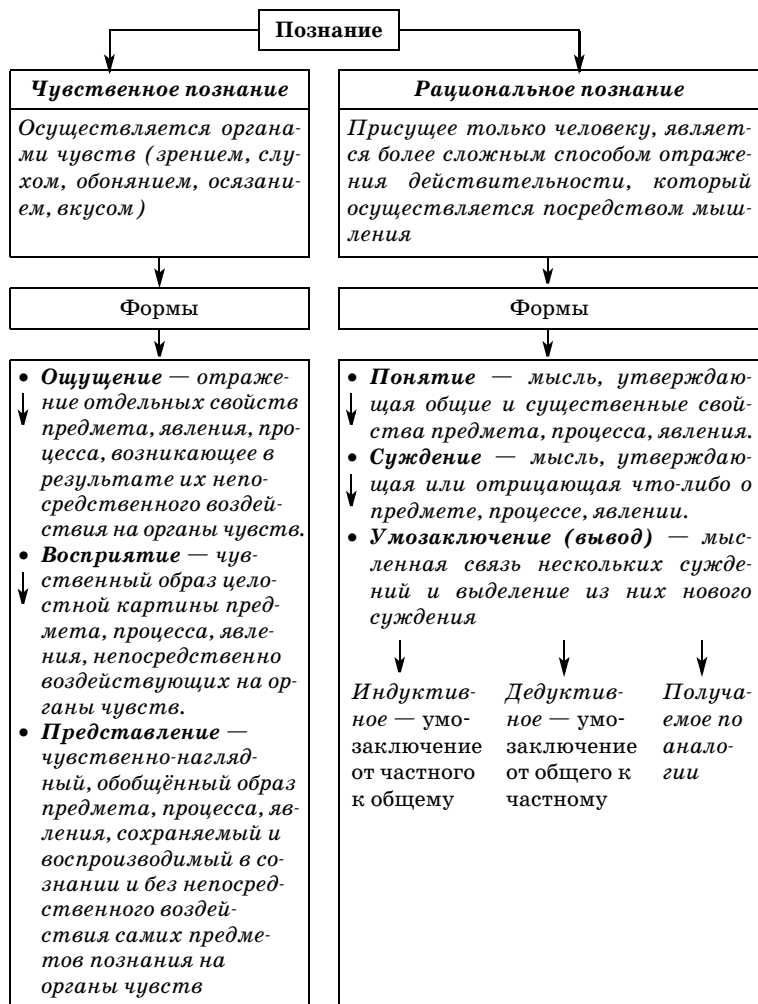 Познание
Чувственное познание
Осуществляется органа-
ми чувств (зрением, слу-
хом, обонянием, осязани-
ем, вкусом)
Формы
• Ощущение — отраже-
ние отдельных свойств
предмета, явления, про-
цесса, возникающее в
результате их непо-
средственного воздей-
ствия на органы чувств.
• Восприятие — чув-
ственный образ цело-
стной картины пред-
мета, процесса, явле-
ния, непосредственно
воздействующих на ор-
ганы чувств.
• Представление —
чувственно-нагляд-
ный, обобщённый образ
предмета, процесса, яв-
ления, сохраняемый и
воспроизводимый в со-
знании и без непосред-
ственного воздей-
ствия самих предме-
тов познания на
органы чувств
Рациональное познание
Присущее только человеку, являет-
ся более сложным способом отраже-
ния действительности, который
осуществляется посредством мыш-
ления
Формы
• Понятие — мысль, утверждаю-
щая общие и существенные свой-
ства предмета, процесса, явления.
• Суждение — мысль, утверждаю-
щая или отрицающая что-либо о
предмете, процессе, явлении.
• Умозаключение (вывод) — мыс-
ленная связь нескольких сужде-
ний и выделение из них нового
суждения
Индуктив-
ное — умо-
заключение
от частного
к общему
Дедуктив-
ное — умо-
заключение
от общего к
частному
Получа-
емое по
анало-
гии